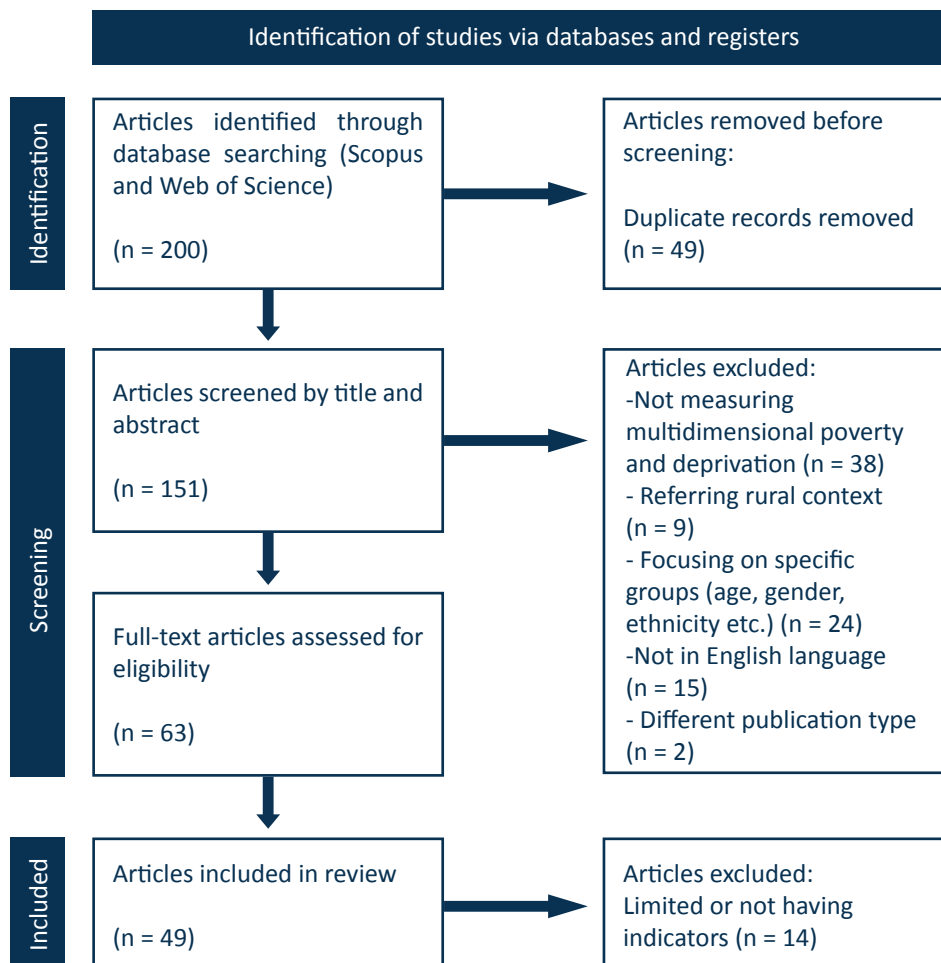 Identification of studies via databases and registers
Identification
Articles identified through
database searching (Scopus
and Web of Science)
(n = 200)
Articles removed before
screening:
Duplicate records removed
(n = 49)
Screening
Articles screened by title and
abstract
(n = 151)
Articles excluded:
-Not measuring
multidimensional poverty
and deprivation (n = 38)
- Referring rural context
(n = 9)
- Focusing on specific
groups (age, gender,
ethnicity etc.) (n = 24)
-Not in English language
(n = 15)
- Different publication type
(n = 2)
Full-text articles assessed for
eligibility
(n = 63)
Included
Articles included in review
(n = 49)
Articles excluded:
Limited or not having
indicators (n = 14)